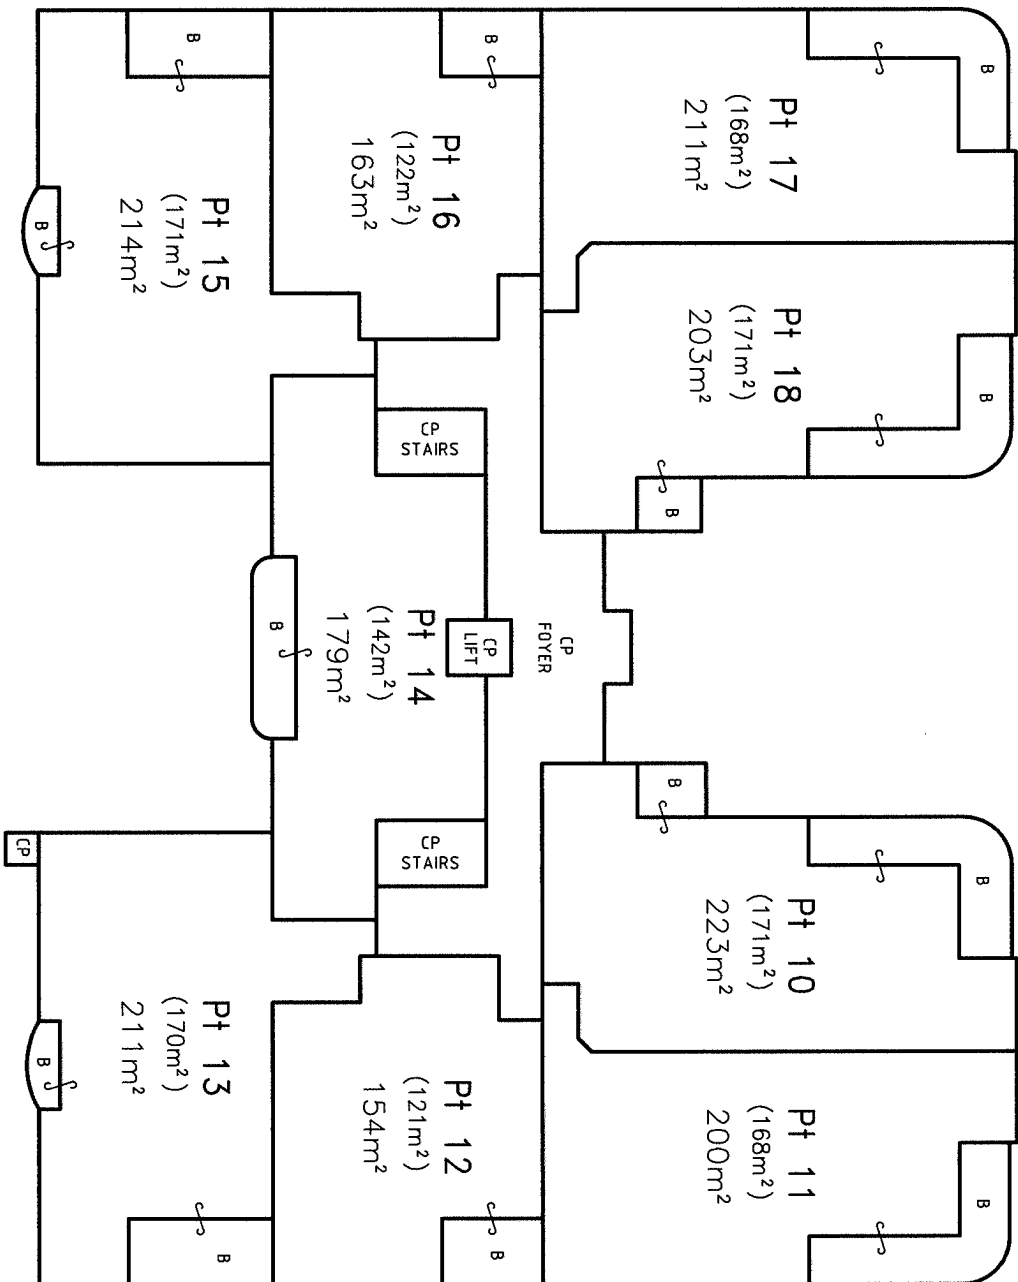 B
B
B
Pt 17
(168m²)
211m²
Pt 16
(122m²)
163m²
Pt 15
(171m²)
214m²
B
Pt 18
(171m²)
203m²
B
CP
STAIRS
B
CP
FOYER
CP
LIFT
Pt 14
(142m²)
179m²
B
B
CP
STAIRS
CP
B
Pt 10
(171m²)
223m²
Pt 13
(170m²)
211m²
B
Pt 12
(121m²)
154m²
Pt 11
(168m²)
200m²
B
B
B